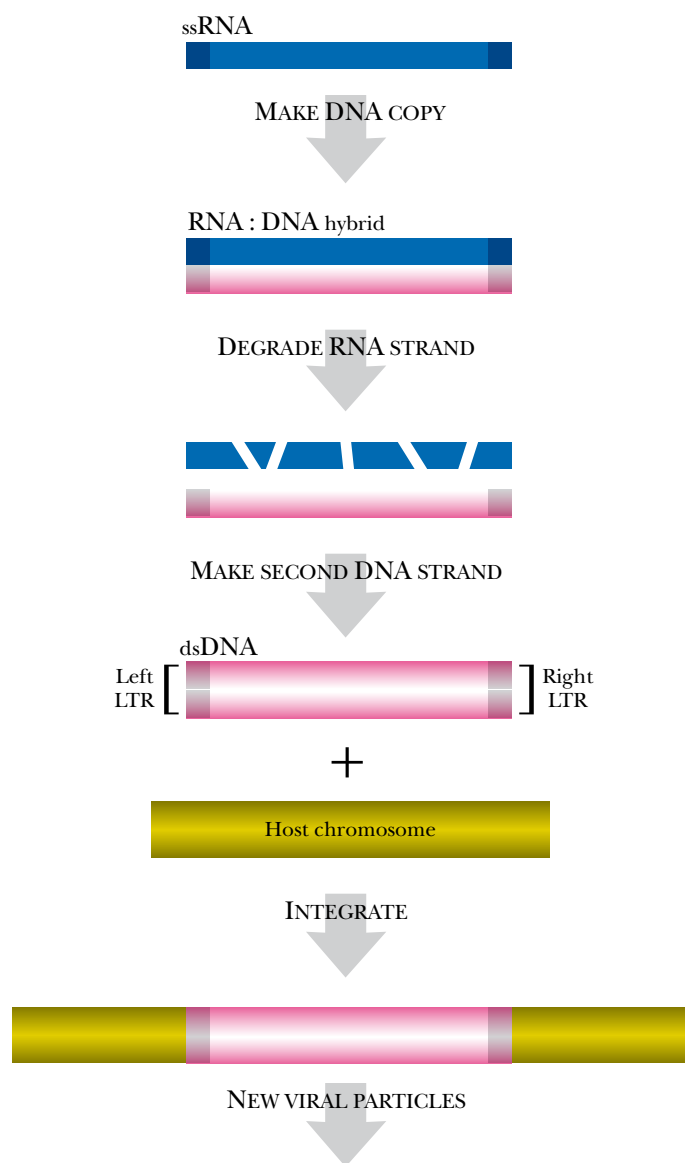 ssRNA
MAKE DNA COPY
RNA : DNA hybrid
DEGRADE RNA STRAND
MAKE SECOND DNA STRAND
dsDNA
Left
LTR
Right
LTR
+
Host chromosome
INTEGRATE
NEW VIRAL PARTICLES